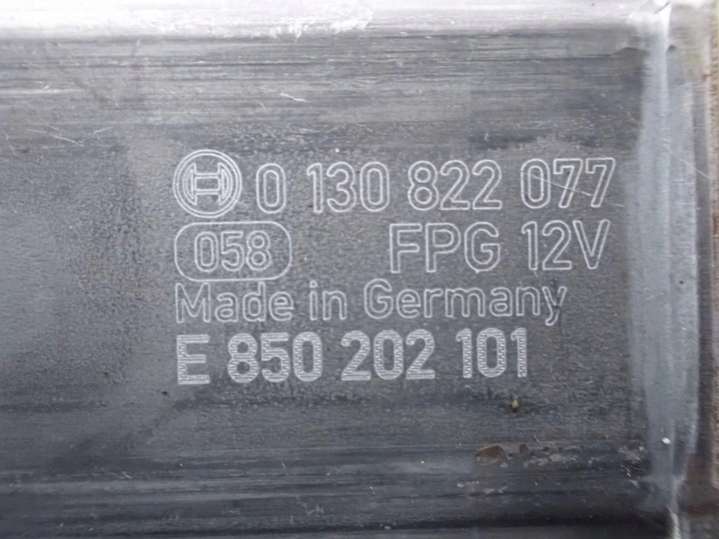 0 130 822 077
058 FPG 12V
Made in Germany
E 850 202 101